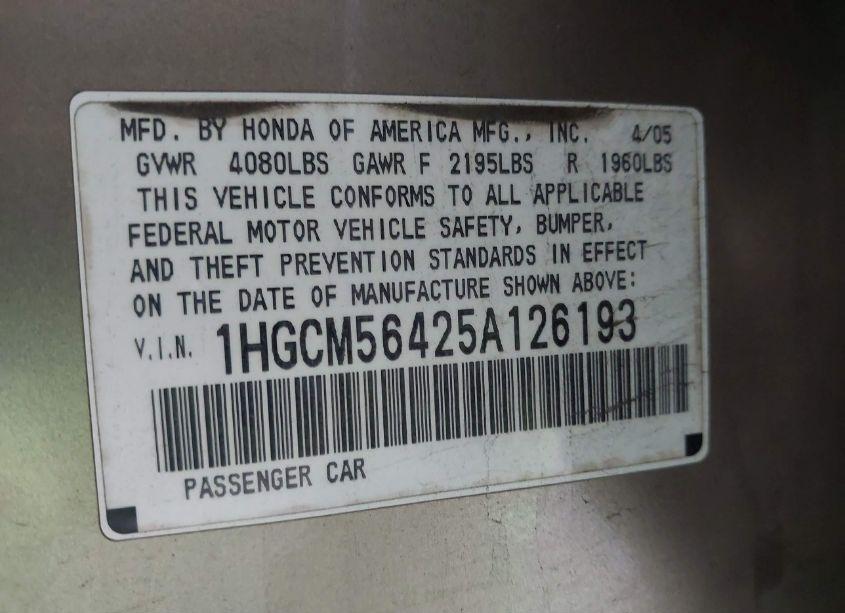 MFD. BY HONDA OF AMERICA MFG., INC. 4/05
GVWR 4080LBS GAWR F 2195LBS R 1960LBS
THIS VEHICLE CONFORMS TO ALL APPLICABLE
FEDERAL MOTOR VEHICLE SAFETY, BUMPER,
AND THEFT PREVENTION STANDARDS IN EFFECT
ON THE DATE OF MANUFACTURE SHOWN ABOVE:
V.I.N. 1HGCM56425A126193
PASSENGER CAR